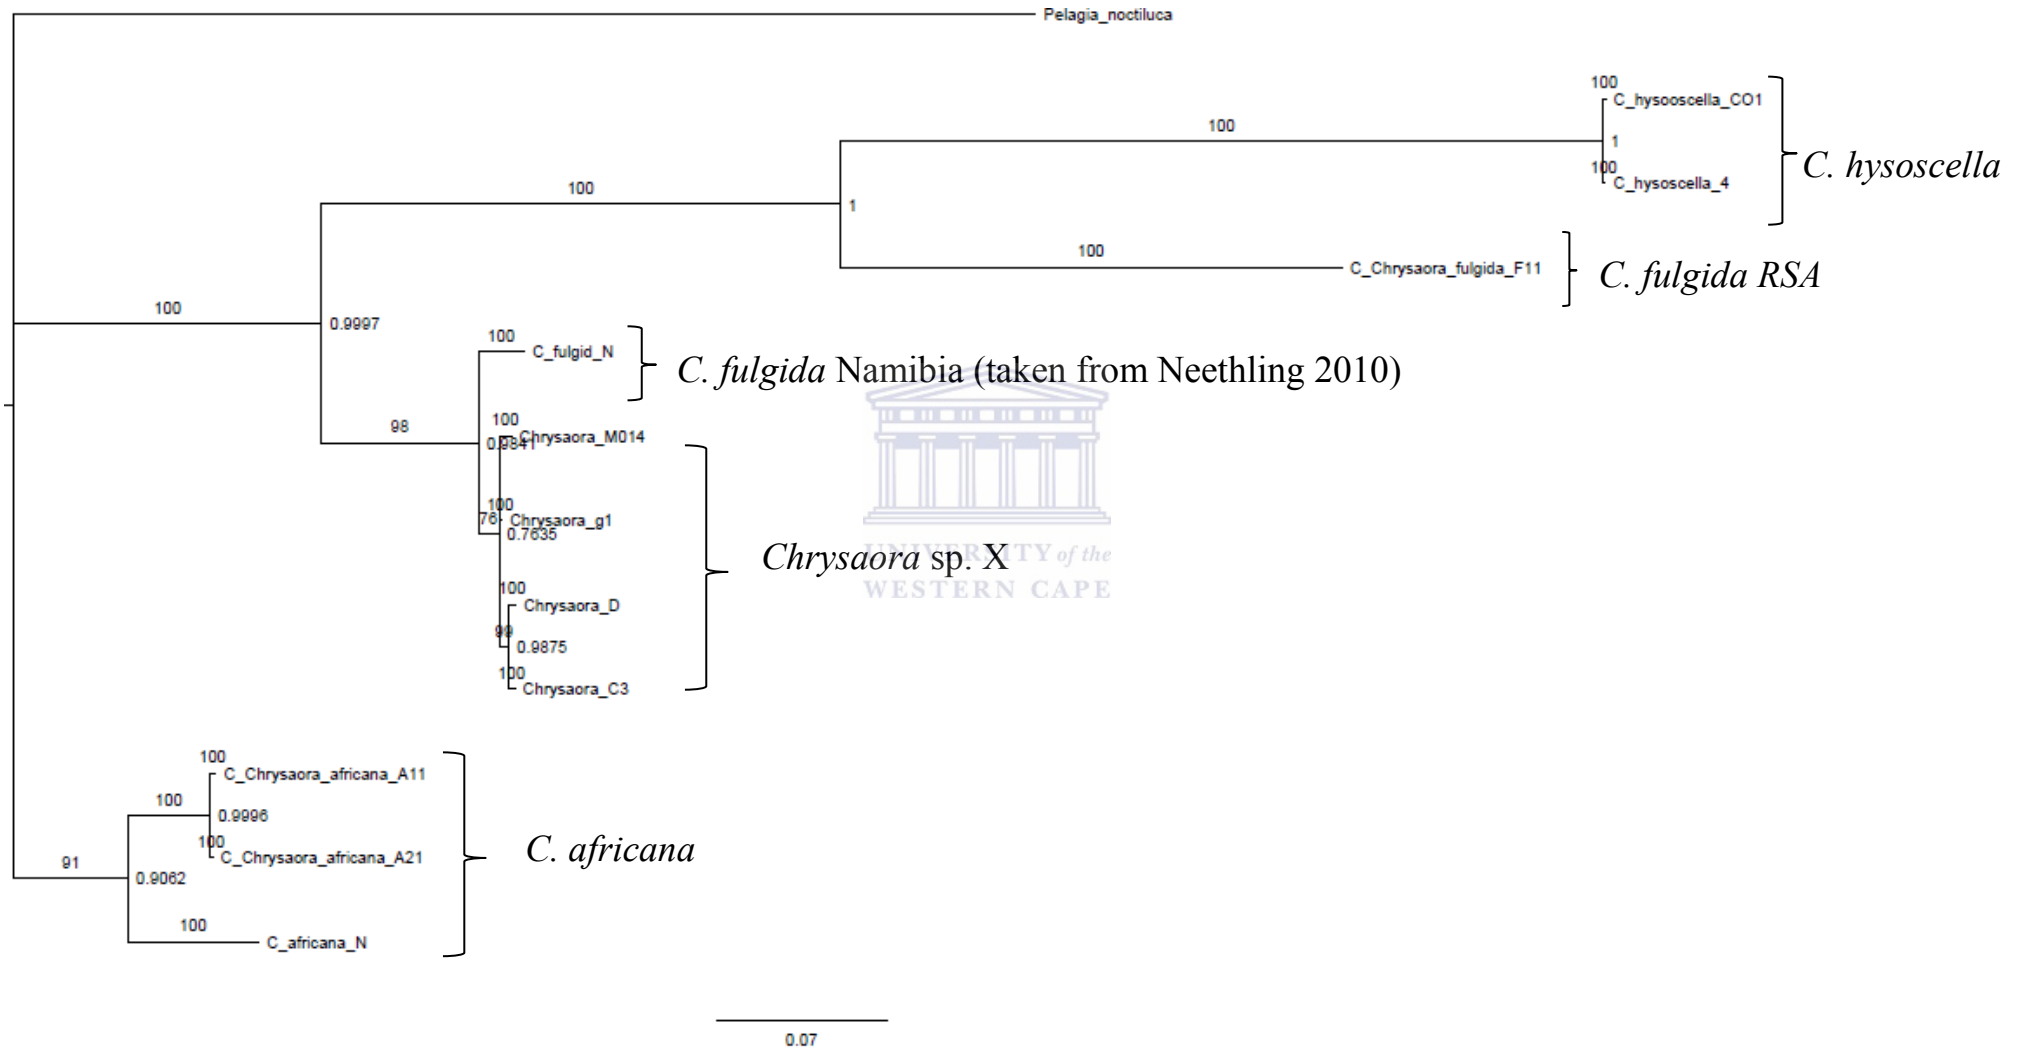 Pelagia_noctiluca
100
C_hysooscella_CO1
100
1
C. hysoscella
100
C_hysoscella_4
100
1
100
C_Chrysaora_fulgida_F11
C. fulgida RSA
100
0.9997
100
C_fulgid_N
C. fulgida Namibia (taken from Neethling 2010)
98
100
Chrysaora_M014
0.9841
100
76
Chrysaora_g1
0.7635
Chrysaora sp. X
UNIVERSITY of the
WESTERN CAPE
100
Chrysaora_D
99
0.9875
100
Chrysaora_C3
100
C_Chrysaora_africana_A11
100
0.9996
100
C_Chrysaora_africana_A21
C. africana
91
0.9062
100
C_africana_N
0.07